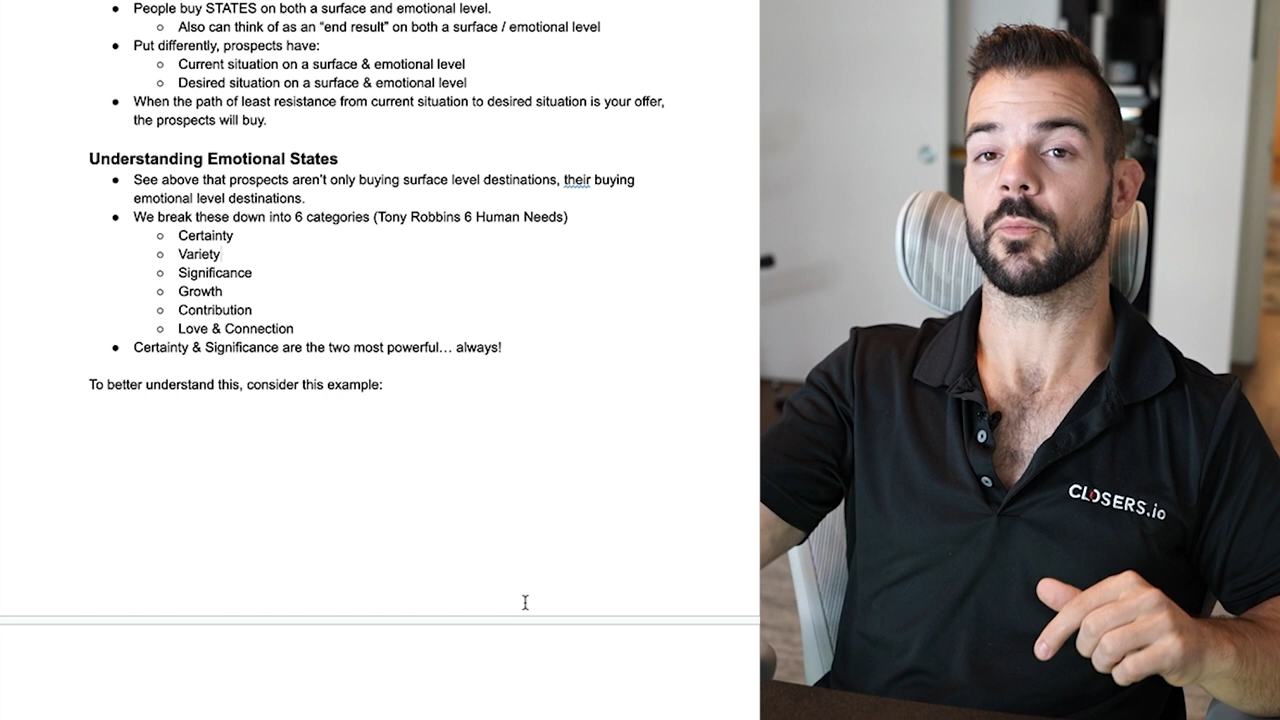 People buy STATES on both a surface and emotional level.
Also can think of as an “end result” on both a surface / emotional level
Put differently, prospects have:
Current situation on a surface & emotional level
Desired situation on a surface & emotional level
When the path of least resistance from current situation to desired situation is your offer,
the prospects will buy.
Understanding Emotional States
See above that prospects aren’t only buying surface level destinations, their buying
emotional level destinations.
We break these down into 6 categories (Tony Robbins 6 Human Needs)
Certainty
Variety
Significance
Growth
Contribution
Love & Connection
Certainty & Significance are the two most powerful… always!
To better understand this, consider this example:
CLOSERS.io